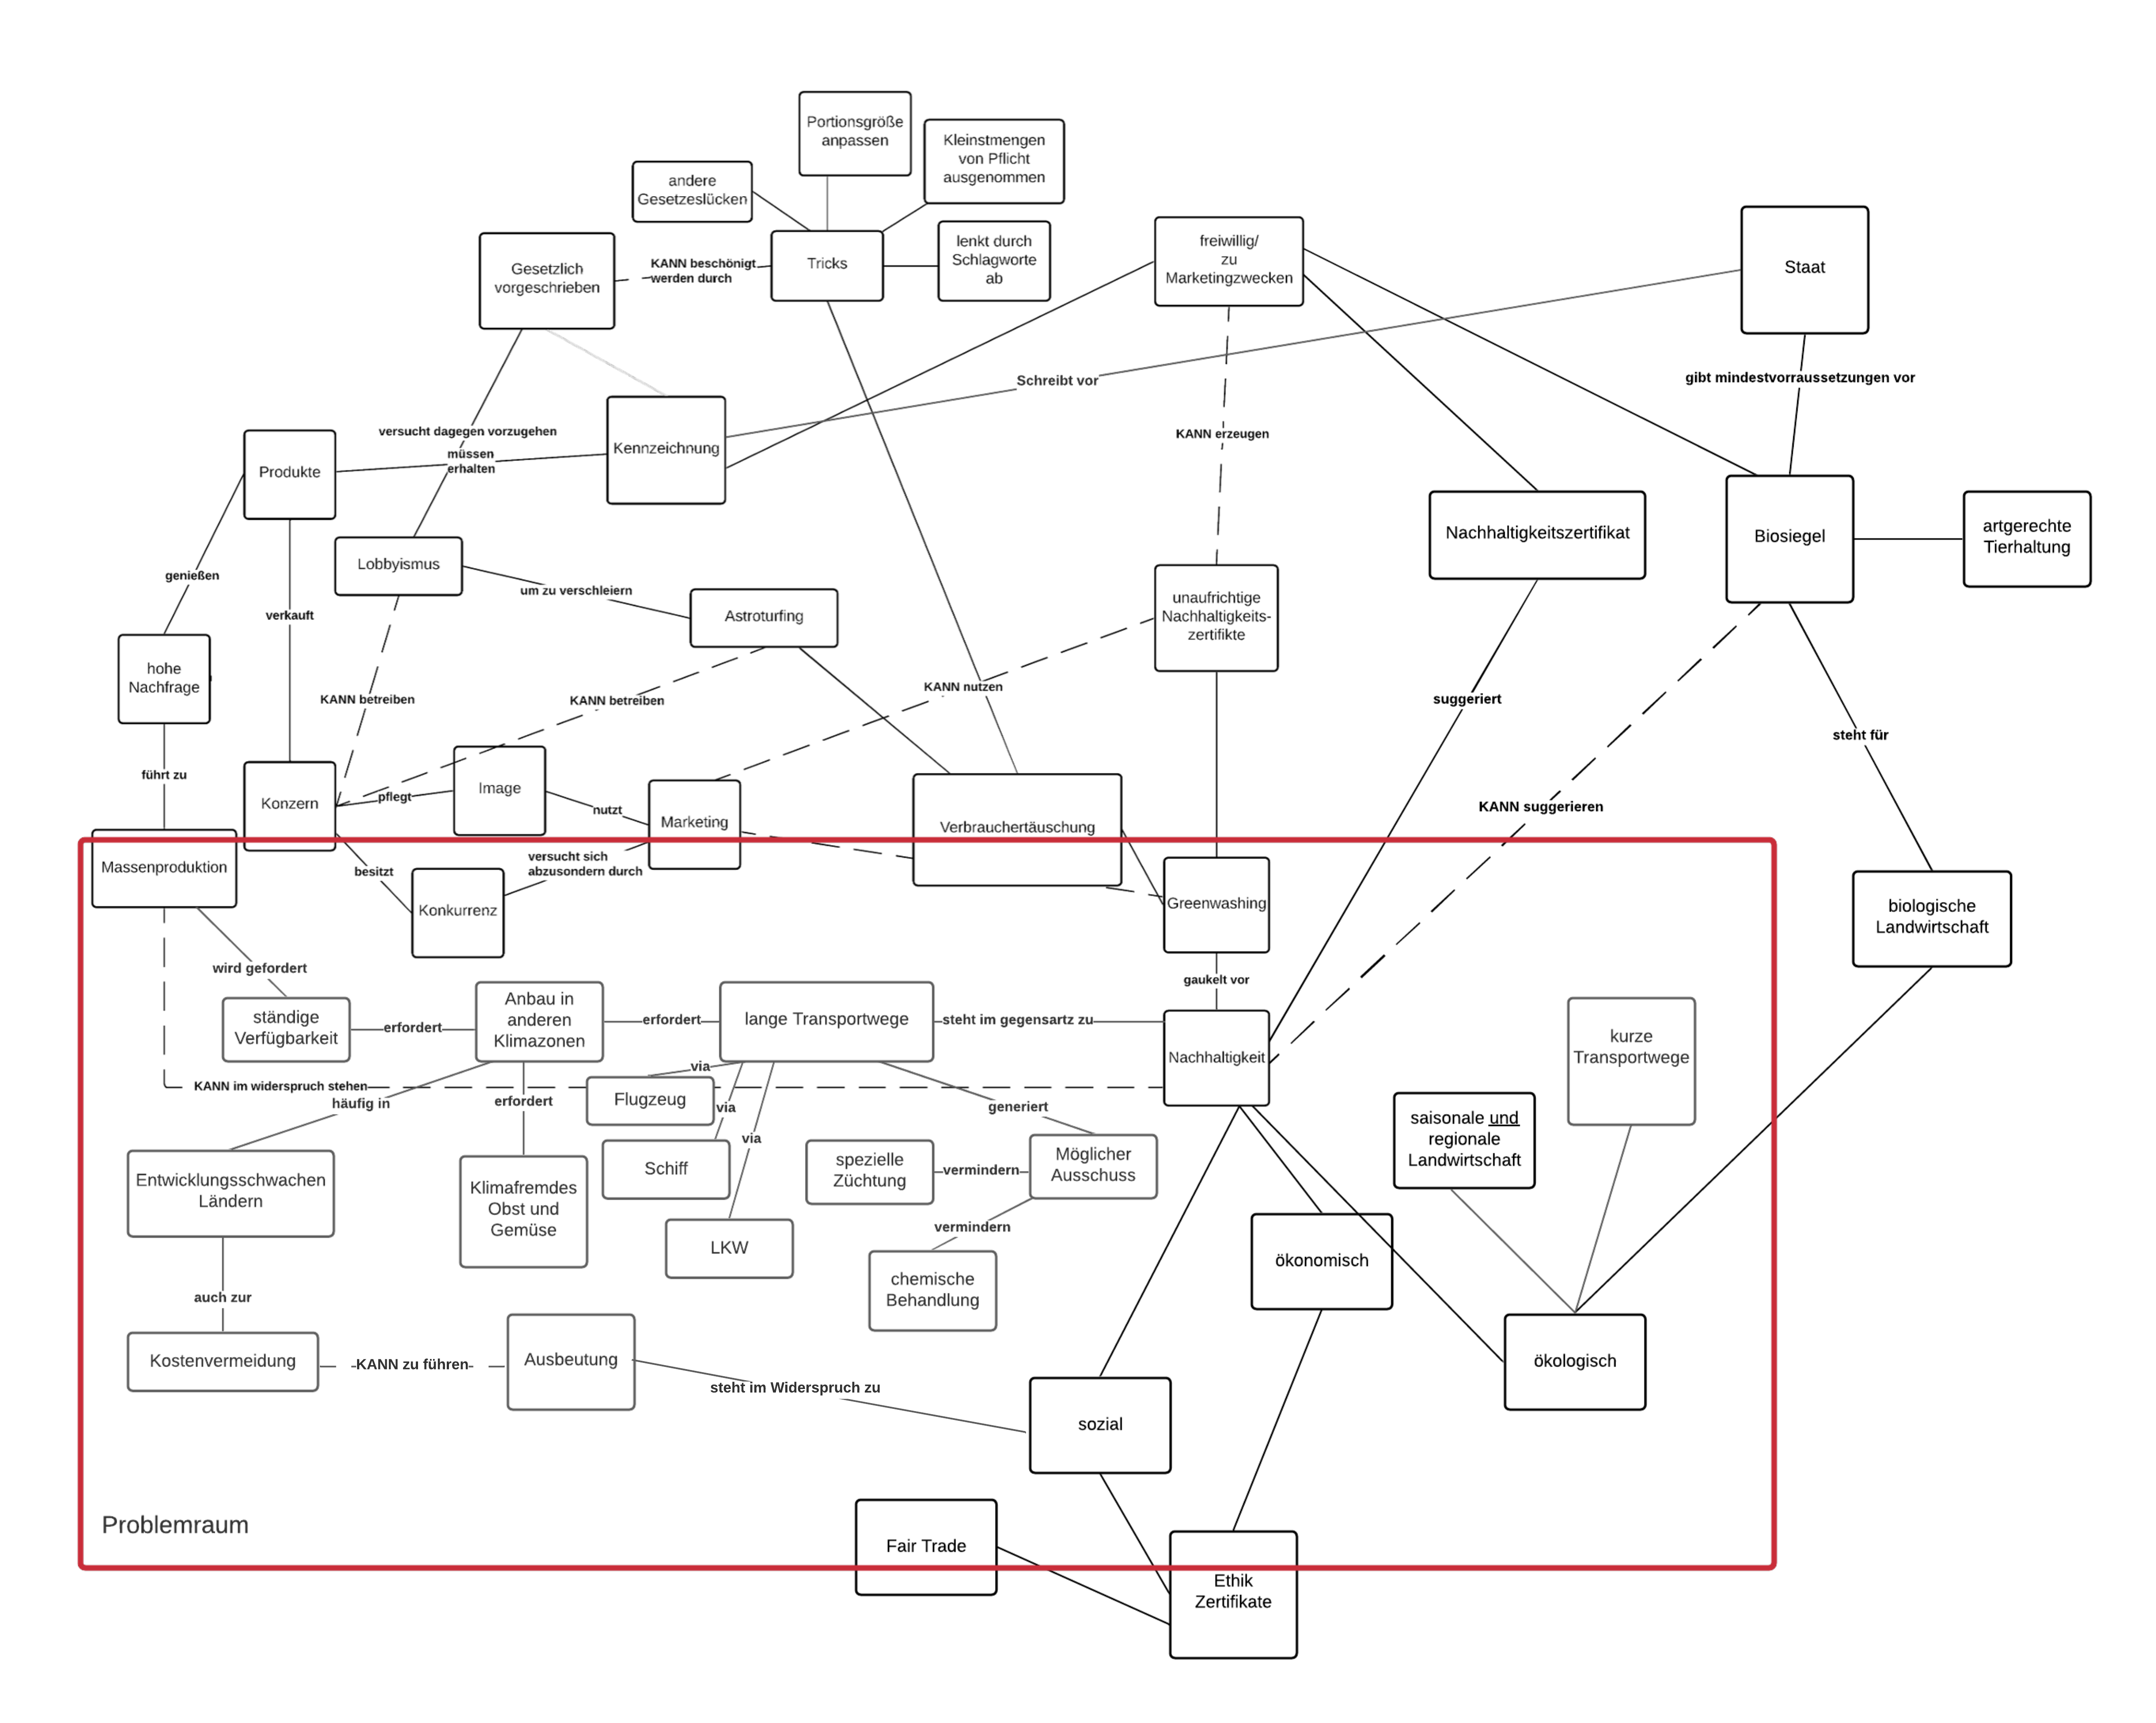 Portionsgröße
anpassen
Kleinstmengen
von Pflicht
ausgenommen
andere
Gesetzeslücken
Gesetzlich
vorgeschrieben
KANN beschönigt
werden durch
Tricks
lenkt durch
Schlagworte
ab
freiwillig/
zu
Marketingzwecken
Staat
Schreibt vor
gibt mindestvorraussetzungen vor
versucht dagegen vorzugehen
müssen
erhalten
Produkte
Kennzeichnung
KANN erzeugen
Nachhaltigkeitszertifikat
Biosiegel
artgerechte
Tierhaltung
Lobbyismus
genießen
um zu verschleiern
verkauft
Astroturfing
unaufrichtige
Nachhaltigkeits-
zertifikte
hohe
Nachfrage
KANN betreiben
KANN betreiben
KANN nutzen
suggeriert
steht für
führt zu
Konzern
pflegt
Image
nutzt
Marketing
Verbrauchertäuschung
KANN suggerieren
Massenproduktion
besitzt
versucht sich
abzusondern durch
Konkurrenz
Greenwashing
biologische
Landwirtschaft
wird gefordert
gaukelt vor
ständige
Verfügbarkeit
erfordert
Anbau in
anderen
Klimazonen
erfordert
lange Transportwege
steht im gegensartz zu
Nachhaltigkeit
kurze
Transportwege
KANN im widerspruch stehen
häufig in
erfordert
via
Flugzeug
via
via
generiert
saisonale und
regionale
Landwirtschaft
Entwicklungsschwachen
Ländern
Klimafremdes
Obst und
Gemüse
Schiff
spezielle
Züchtung
vermindern
Möglicher
Ausschuss
vermindern
LKW
chemische
Behandlung
ökonomisch
auch zur
Kostenvermeidung
KANN zu führen
Ausbeutung
steht im Widerspruch zu
ökologisch
sozial
Problemraum
Fair Trade
Ethik
Zertifikate